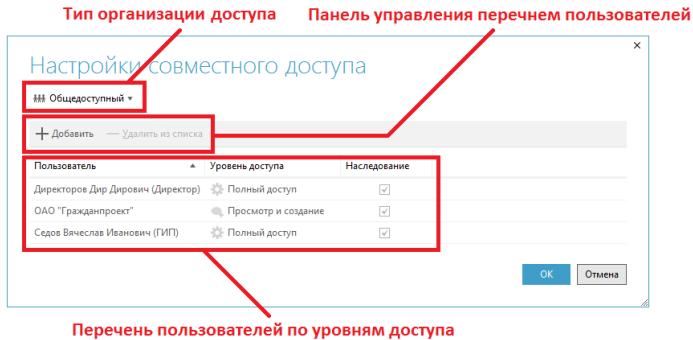 Тип организации доступа
Панель управления перечнем пользователей
Настройки совместного доступа
Общедоступный
Добавить
Удалить из списка
Пользователь Уровень доступа Наследование
Директоров Дир Дирович (Директор) Полный доступ
ОАО "Гражданпроект" Просмотр и создание
Седов Вячеслав Иванович (ГИП) Полный доступ
ОК Отмена
Перечень пользователей по уровням доступа